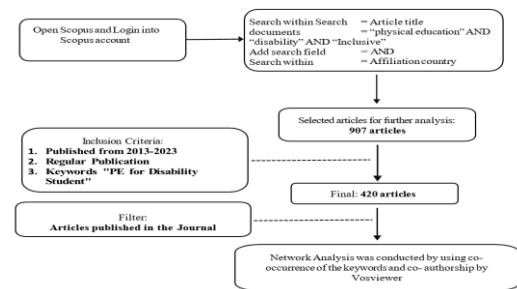 Open Scopus and Login into
Scopus account
Search within Search = Article title
documents = "physical education" AND
"disability" AND "Inclusive"
Add search field = AND
Search within = Affiliation country
Selected articles for further analysis:
907 articles
Inclusion Criteria:
1. Published from 2013-2023
2. Regular Publication
3. Keywords "PE for Disability
Student"
Final: 420 articles
Filter:
Articles published in the Journal
Network Analysis was conducted by using co-
occurrence of the keywords and co- authorship by
Vosviewer